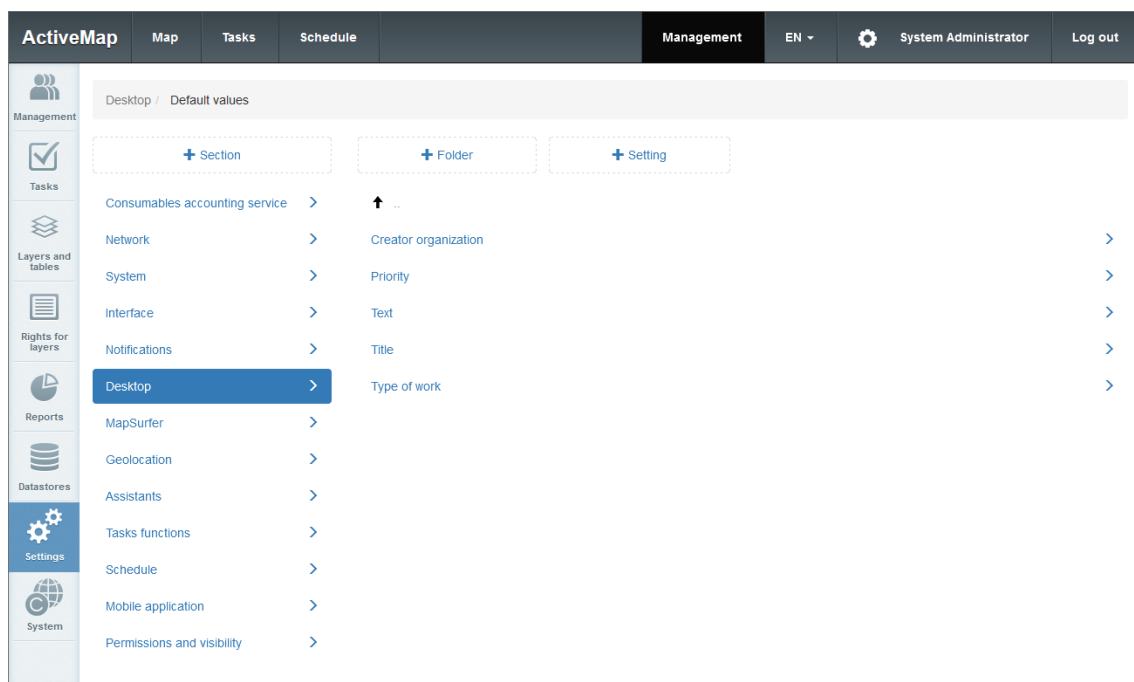 ActiveMap Map Tasks Schedule Management EN System Administrator Log out
Management
Tasks
Layers and
tables
Rights for
layers
Reports
Datastores
Settings
System
Desktop / Default values
+ Section + Folder + Setting
Consumables accounting service
Network
System
Interface
Notifications
Desktop
MapSurfer
Geolocation
Assistants
Tasks functions
Schedule
Mobile application
Permissions and visibility
..
Creator organization
Priority
Text
Title
Type of work